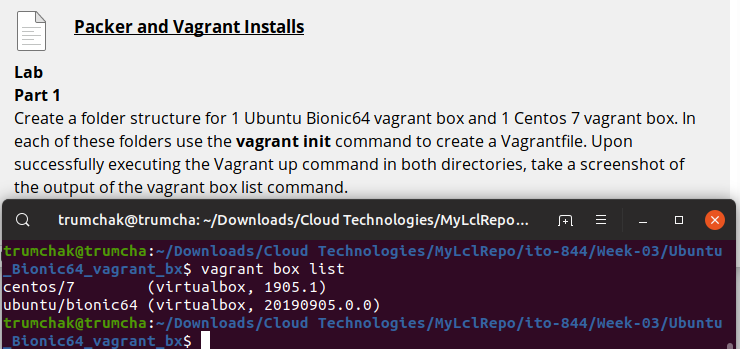 Packer and Vagrant Installs
Lab
Part 1
Create a folder structure for 1 Ubuntu Bionic64 vagrant box and 1 Centos 7 vagrant box. In
each of these folders use the vagrant init command to create a Vagrantfile. Upon
successfully executing the Vagrant up command in both directories, take a screenshot of
the output of the vagrant box list command.
trumchak@trumcha: ~/Downloads/Cloud Technologies/MyLclRepo...
trumchak@trumcha:~/Downloads/Cloud Technologies/MyLclRepo/ito-844/Week-03/Ubuntu
_Bionic64_vagrant_bx$ vagrant box list
centos/7        (virtualbox, 1905.1)
ubuntu/bionic64 (virtualbox, 20190905.0.0)
trumchak@trumcha:~/Downloads/Cloud Technologies/MyLclRepo/ito-844/Week-03/Ubuntu
_Bionic64_vagrant_bx$